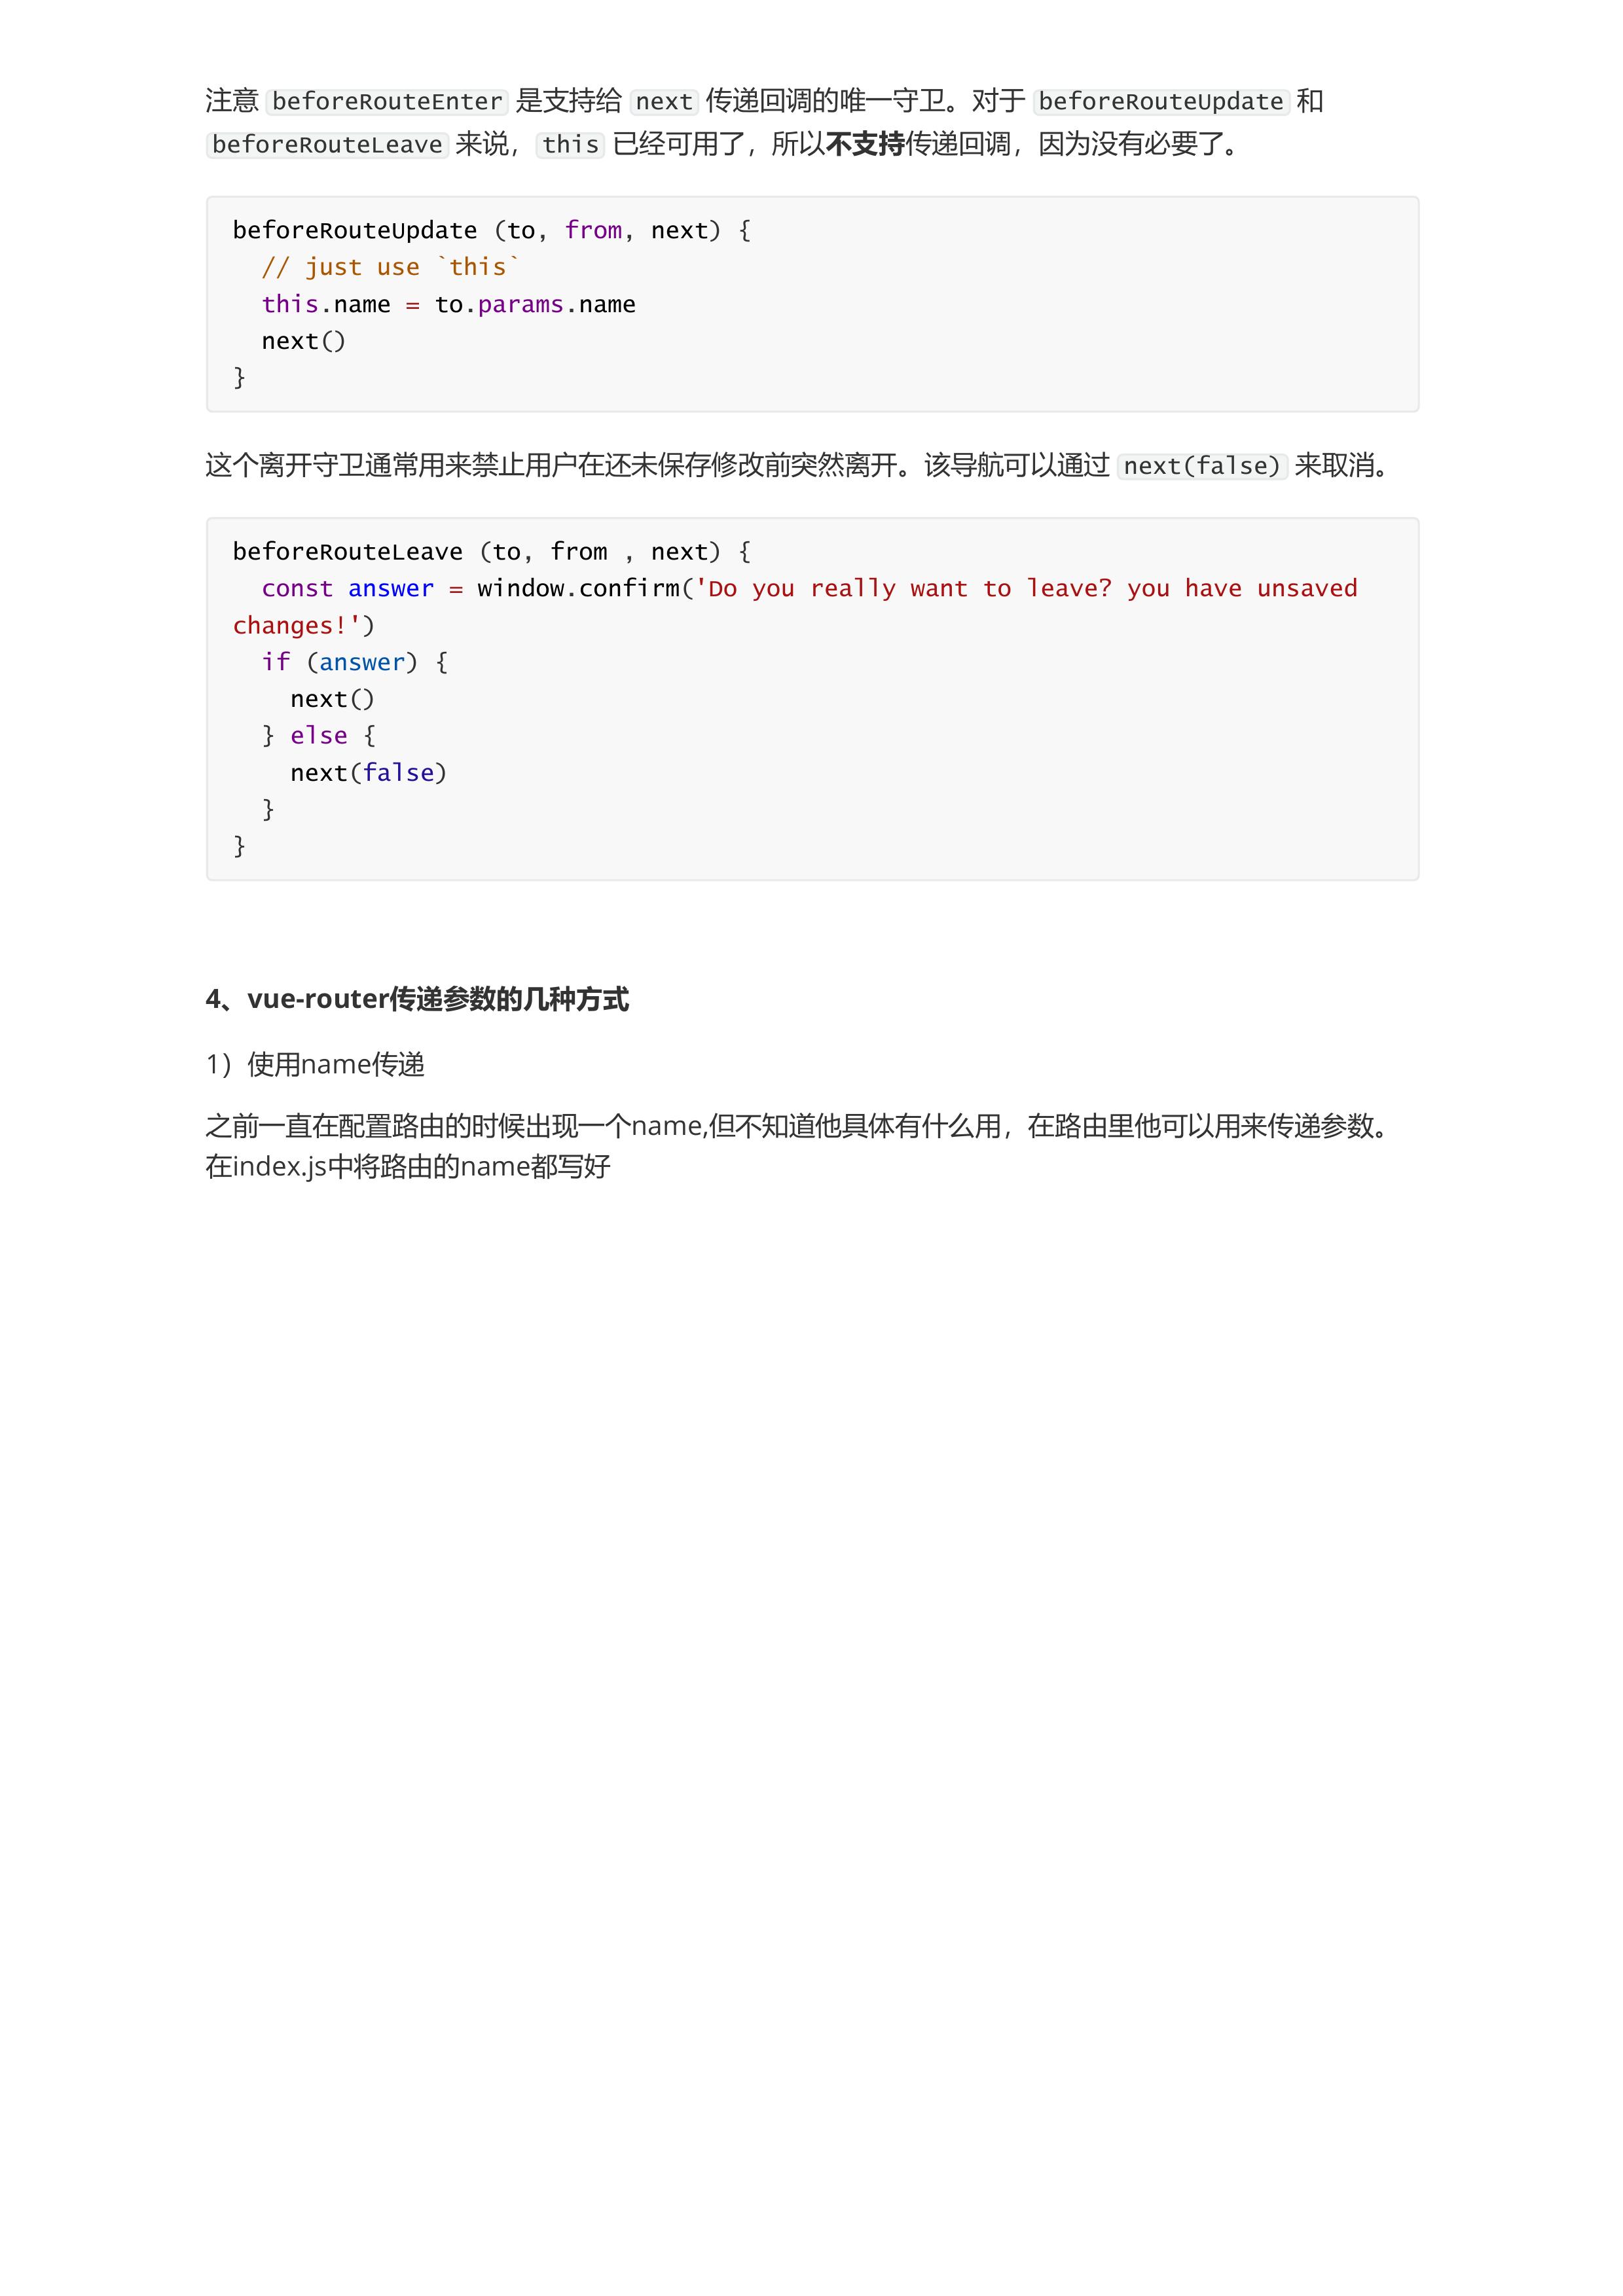 注意 beforeRouteEnter 是支持给 next 传递回调的唯一守卫。对于 beforeRouteUpdate 和
beforeRouteLeave 来说，this 已经可用了，所以不支持传递回调，因为没有必要了。
beforeRouteUpdate (to, from, next) {
  // just use `this`
  this.name = to.params.name
  next()
}
这个离开守卫通常用来禁止用户在还未保存修改前突然离开。该导航可以通过 next(false) 来取消。
beforeRouteLeave (to, from , next) {
  const answer = window.confirm('Do you really want to leave? you have unsaved
changes!')
  if (answer) {
    next()
  } else {
    next(false)
  }
}
4、vue-router传递参数的几种方式
1）使用name传递
之前一直在配置路由的时候出现一个name,但不知道他具体有什么用，在路由里他可以用来传递参数。
在index.js中将路由的name都写好